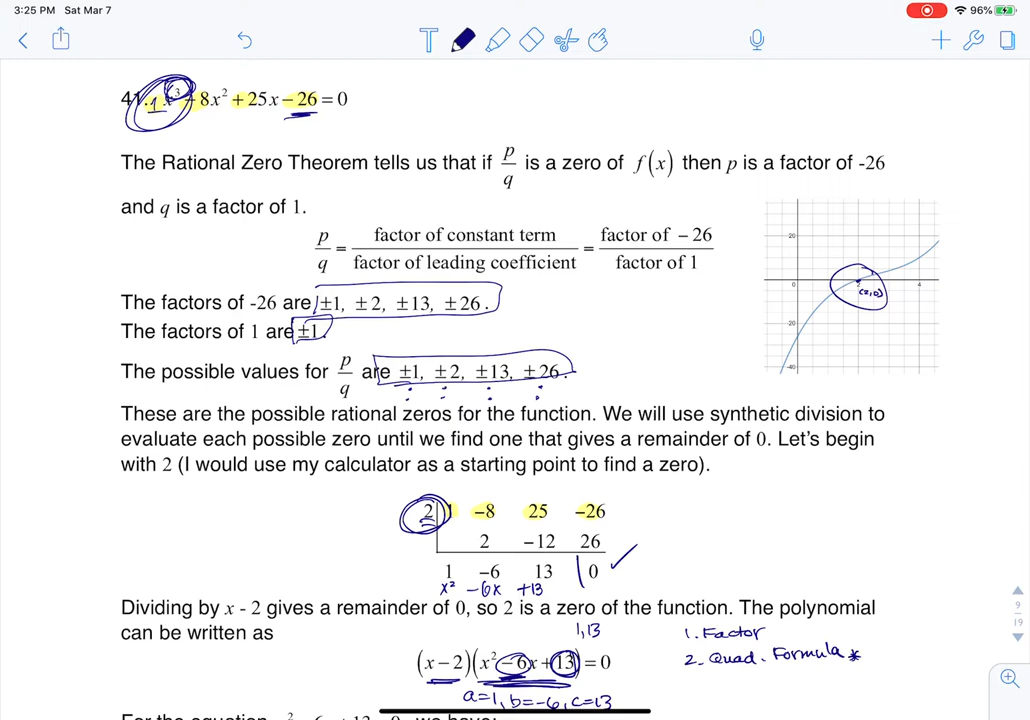 3:25 PM Sat Mar 7
96%
41. 1x³ − 8x² + 25x − 26 = 0
The Rational Zero Theorem tells us that if p/q is a zero of f(x) then p is a factor of -26
and q is a factor of 1.
p/q = factor of constant term/factor of leading coefficient = factor of − 26/factor of 1
The factors of -26 are ±1, ±2, ±13, ±26.
The factors of 1 are ±1.
The possible values for p/q are ±1, ±2, ±13, ±26.
These are the possible rational zeros for the function. We will use synthetic division to
evaluate each possible zero until we find one that gives a remainder of 0. Let's begin
with 2 (I would use my calculator as a starting point to find a zero).
20
0
4
(2,0)
-20
-40
2 1 −8 25 −26
2 −12 26
1 −6 13 0
x² −6x +13
Dividing by x - 2 gives a remainder of 0, so 2 is a zero of the function. The polynomial
can be written as
1,13
1. Factor
(x − 2)(x² − 6x + 13) = 0
2. Quad. Formula *
a=1, b=-6, c=13
9
19